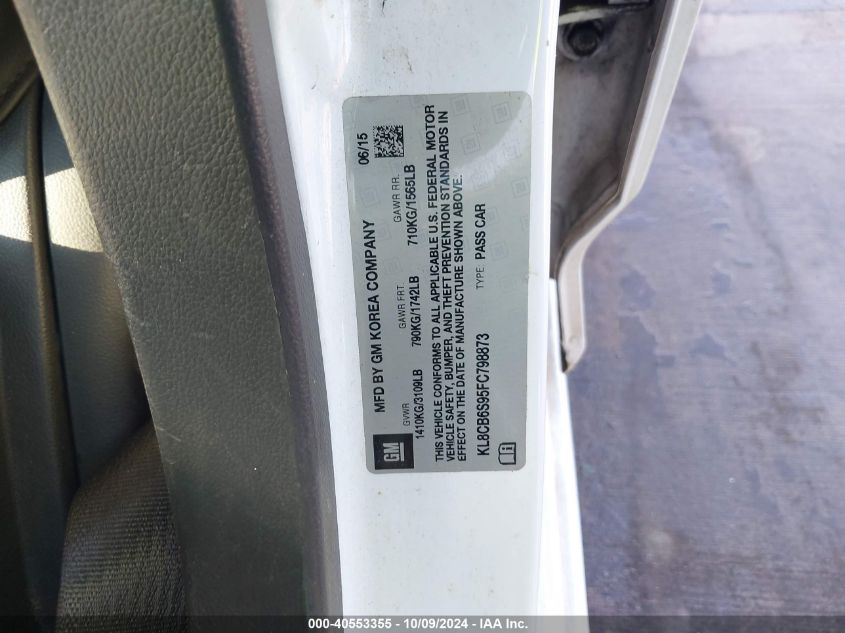 MFD BY GM KOREA COMPANY 06/15
GVWR GAWR FRT. GAWR RR.
1410KG/3109LB 790KG/1742LB 710KG/1565LB
THIS VEHICLE CONFORMS TO ALL APPLICABLE U.S. FEDERAL MOTOR
VEHICLE SAFETY, BUMPER, AND THEFT PREVENTION STANDARDS IN
EFFECT ON THE DATE OF MANUFACTURE SHOWN ABOVE.
KL8CB6S95FC798873 TYPE: PASS CAR
GM
000-40553355 - 10/09/2024 - IAA Inc.